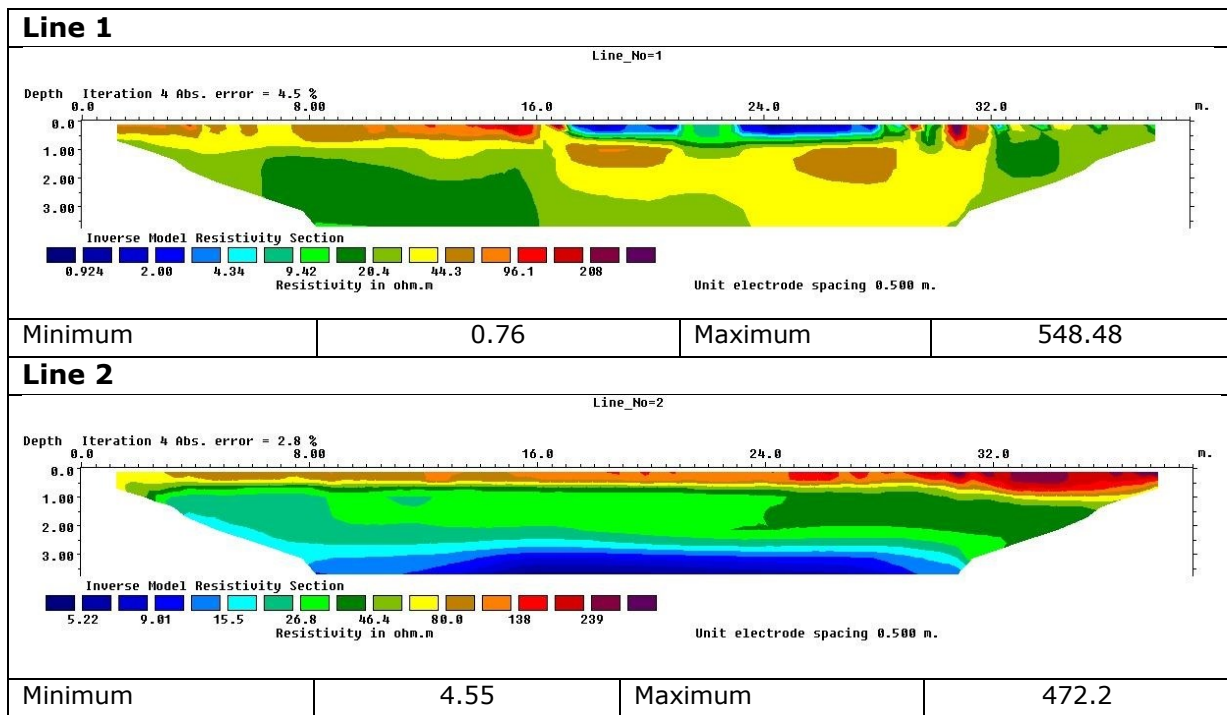 Line 1
Line_No=1
Depth Iteration 4 Abs. error = 4.5 %
0.0 8.00 16.0 24.0 32.0 m.
0.0
1.00
2.00
3.00
Inverse Model Resistivity Section
0.924 2.00 4.34 9.42 20.4 44.3 96.1 208
Resistivity in ohm.m Unit electrode spacing 0.500 m.
Minimum 0.76 Maximum 548.48
Line 2
Line_No=2
Depth Iteration 4 Abs. error = 2.8 %
0.0 8.00 16.0 24.0 32.0 m.
0.0
1.00
2.00
3.00
Inverse Model Resistivity Section
5.22 9.01 15.5 26.8 46.4 80.0 138 239
Resistivity in ohm.m Unit electrode spacing 0.500 m.
Minimum 4.55 Maximum 472.2